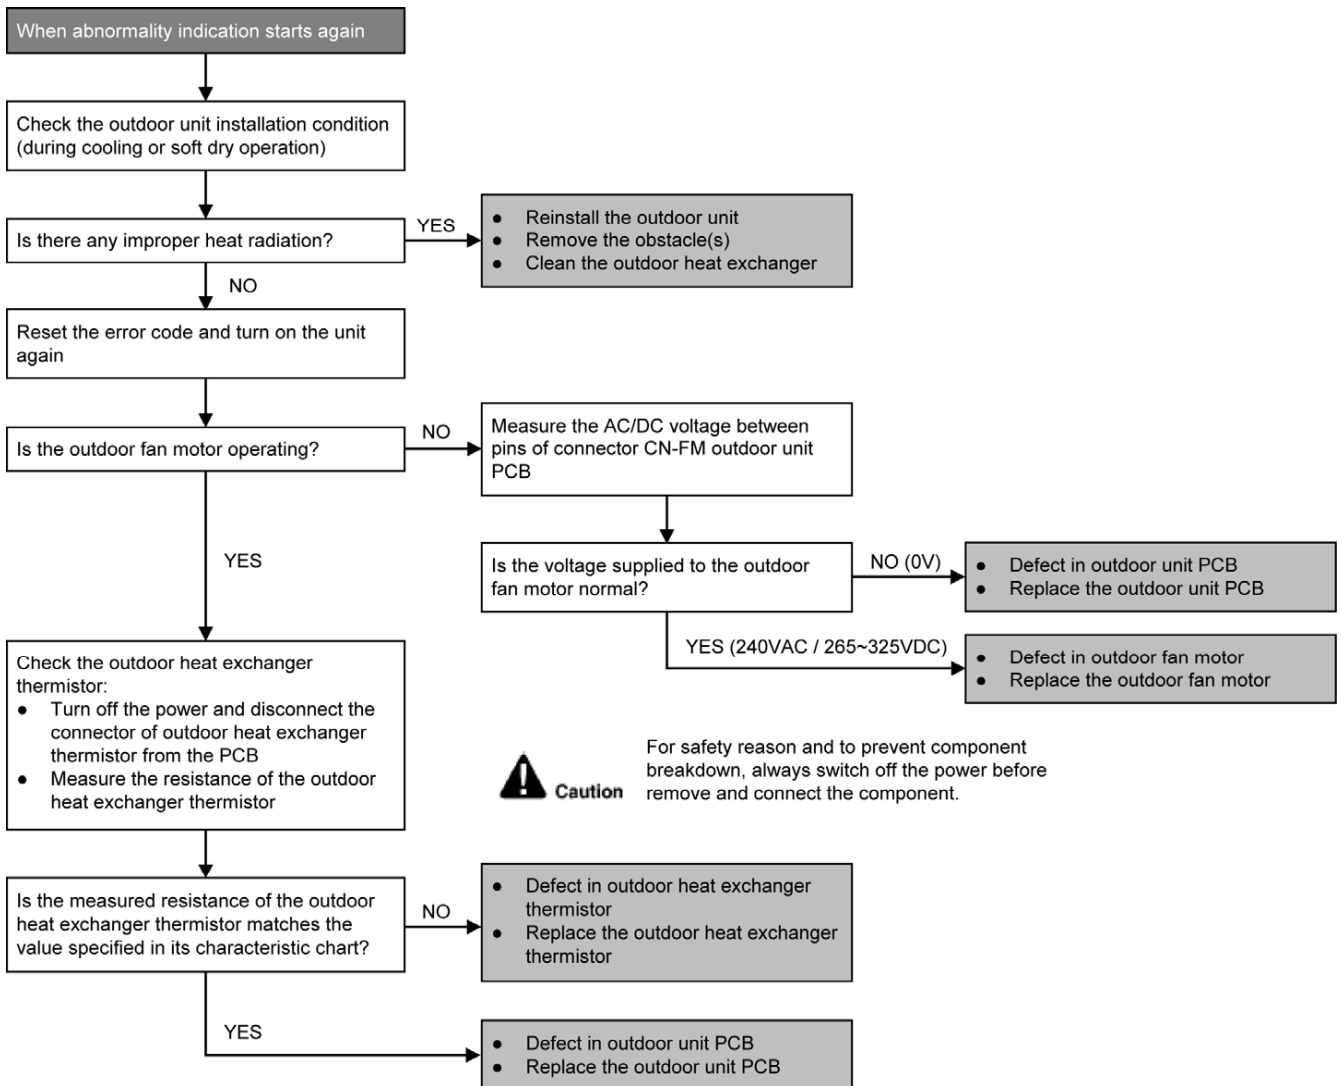 When abnormality indication starts again
Check the outdoor unit installation condition
(during cooling or soft dry operation)
Is there any improper heat radiation?
YES
● Reinstall the outdoor unit
● Remove the obstacle(s)
● Clean the outdoor heat exchanger
NO
Reset the error code and turn on the unit
again
Is the outdoor fan motor operating?
NO
Measure the AC/DC voltage between
pins of connector CN-FM outdoor unit
PCB
YES
Is the voltage supplied to the outdoor
fan motor normal?
NO (0V)
● Defect in outdoor unit PCB
● Replace the outdoor unit PCB
YES (240VAC / 265~325VDC)
● Defect in outdoor fan motor
● Replace the outdoor fan motor
Check the outdoor heat exchanger
thermistor:
● Turn off the power and disconnect the
connector of outdoor heat exchanger
thermistor from the PCB
● Measure the resistance of the outdoor
heat exchanger thermistor
Caution
For safety reason and to prevent component
breakdown, always switch off the power before
remove and connect the component.
Is the measured resistance of the outdoor
heat exchanger thermistor matches the
value specified in its characteristic chart?
NO
● Defect in outdoor heat exchanger
thermistor
● Replace the outdoor heat exchanger
thermistor
YES
● Defect in outdoor unit PCB
● Replace the outdoor unit PCB